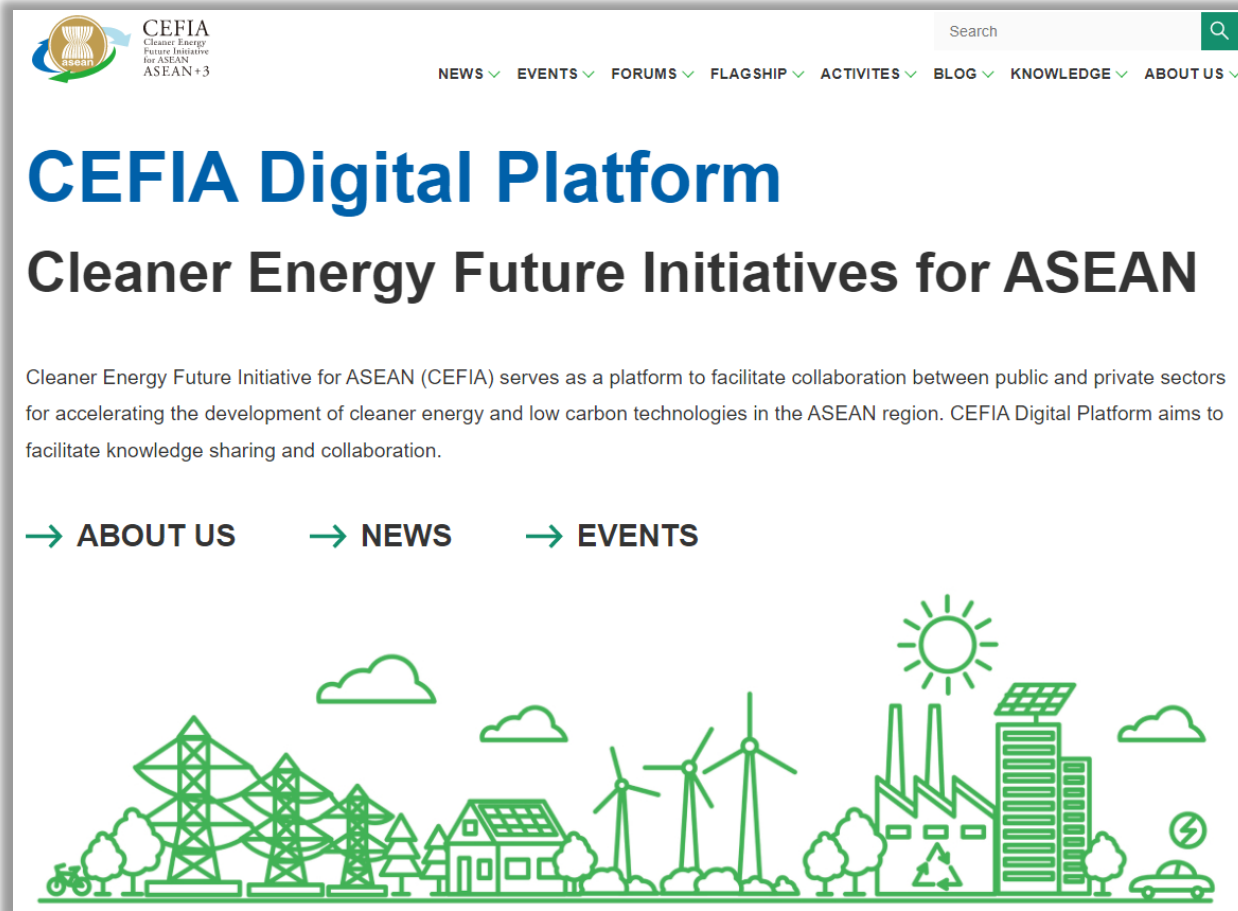 asean
CEFIA
Cleaner Energy
Future Initiative
for ASEAN
ASEAN+3
Search
NEWS EVENTS FORUMS FLAGSHIP ACTIVITES BLOG KNOWLEDGE ABOUT US
CEFIA Digital Platform
Cleaner Energy Future Initiatives for ASEAN
Cleaner Energy Future Initiative for ASEAN (CEFIA) serves as a platform to facilitate collaboration between public and private sectors
for accelerating the development of cleaner energy and low carbon technologies in the ASEAN region. CEFIA Digital Platform aims to
facilitate knowledge sharing and collaboration.
→ ABOUT US → NEWS → EVENTS